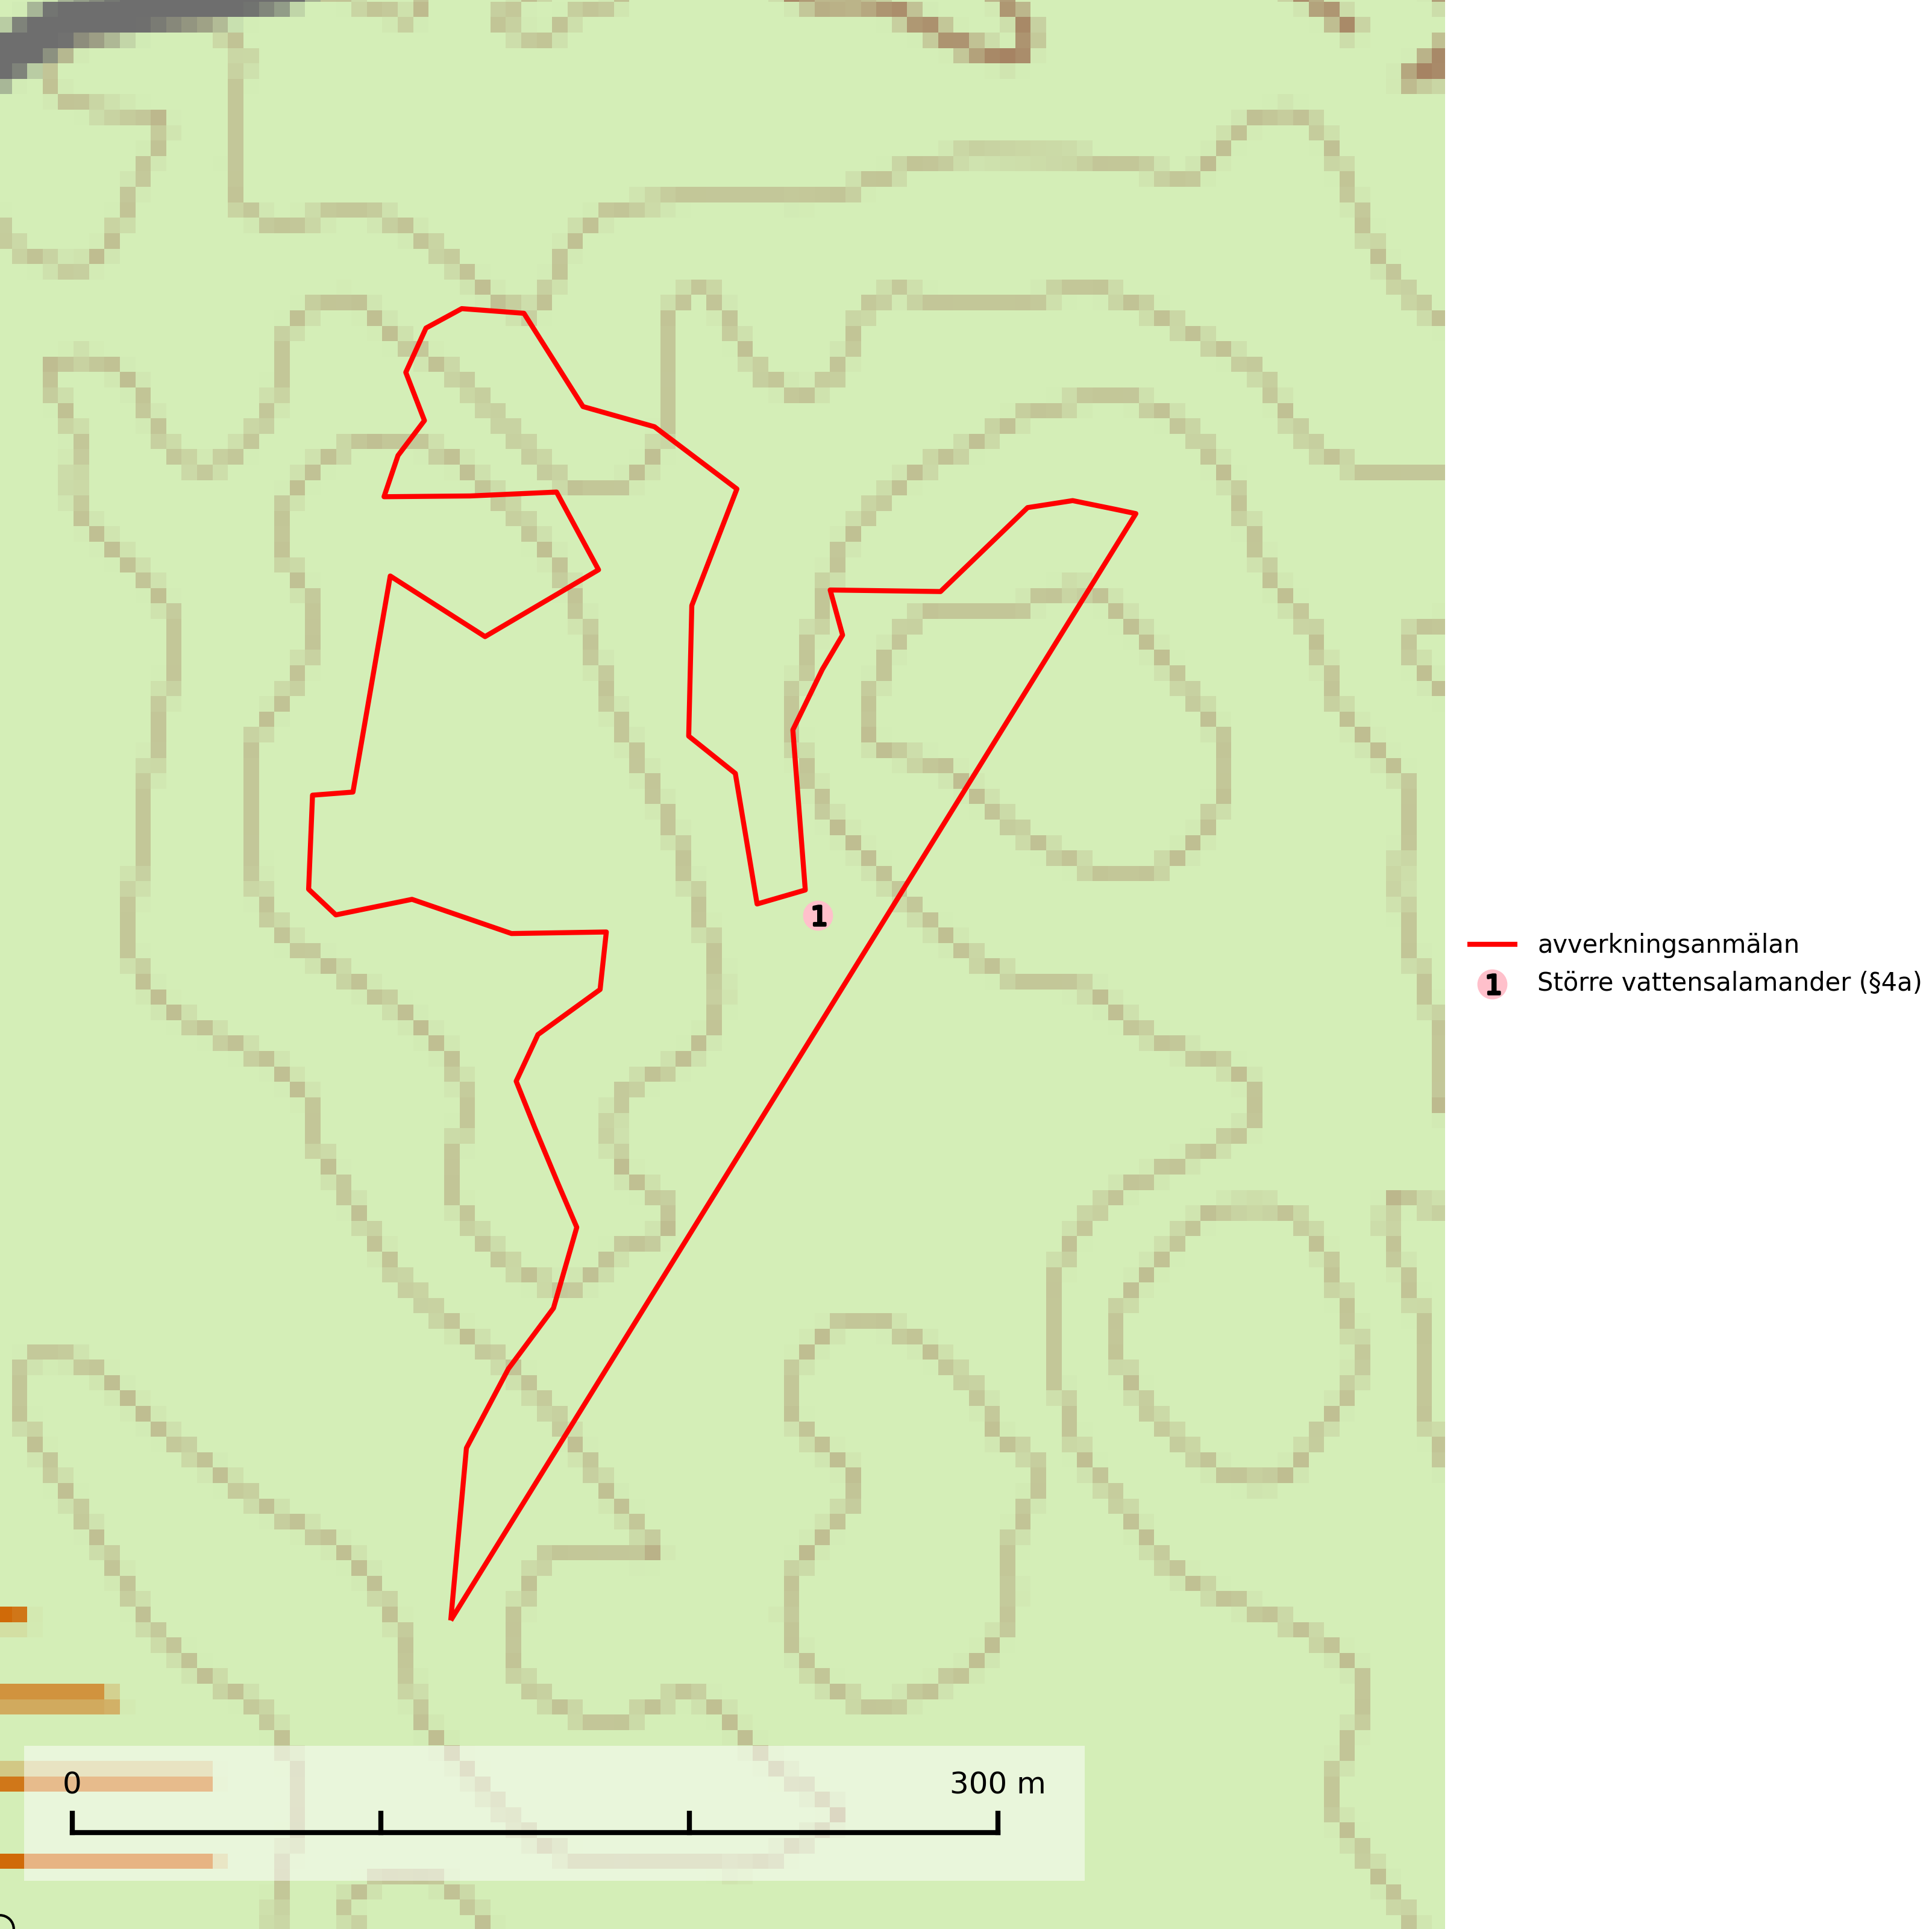 1
avverkningsanmälan
1 Större vattensalamander (§4a)
0 300 m